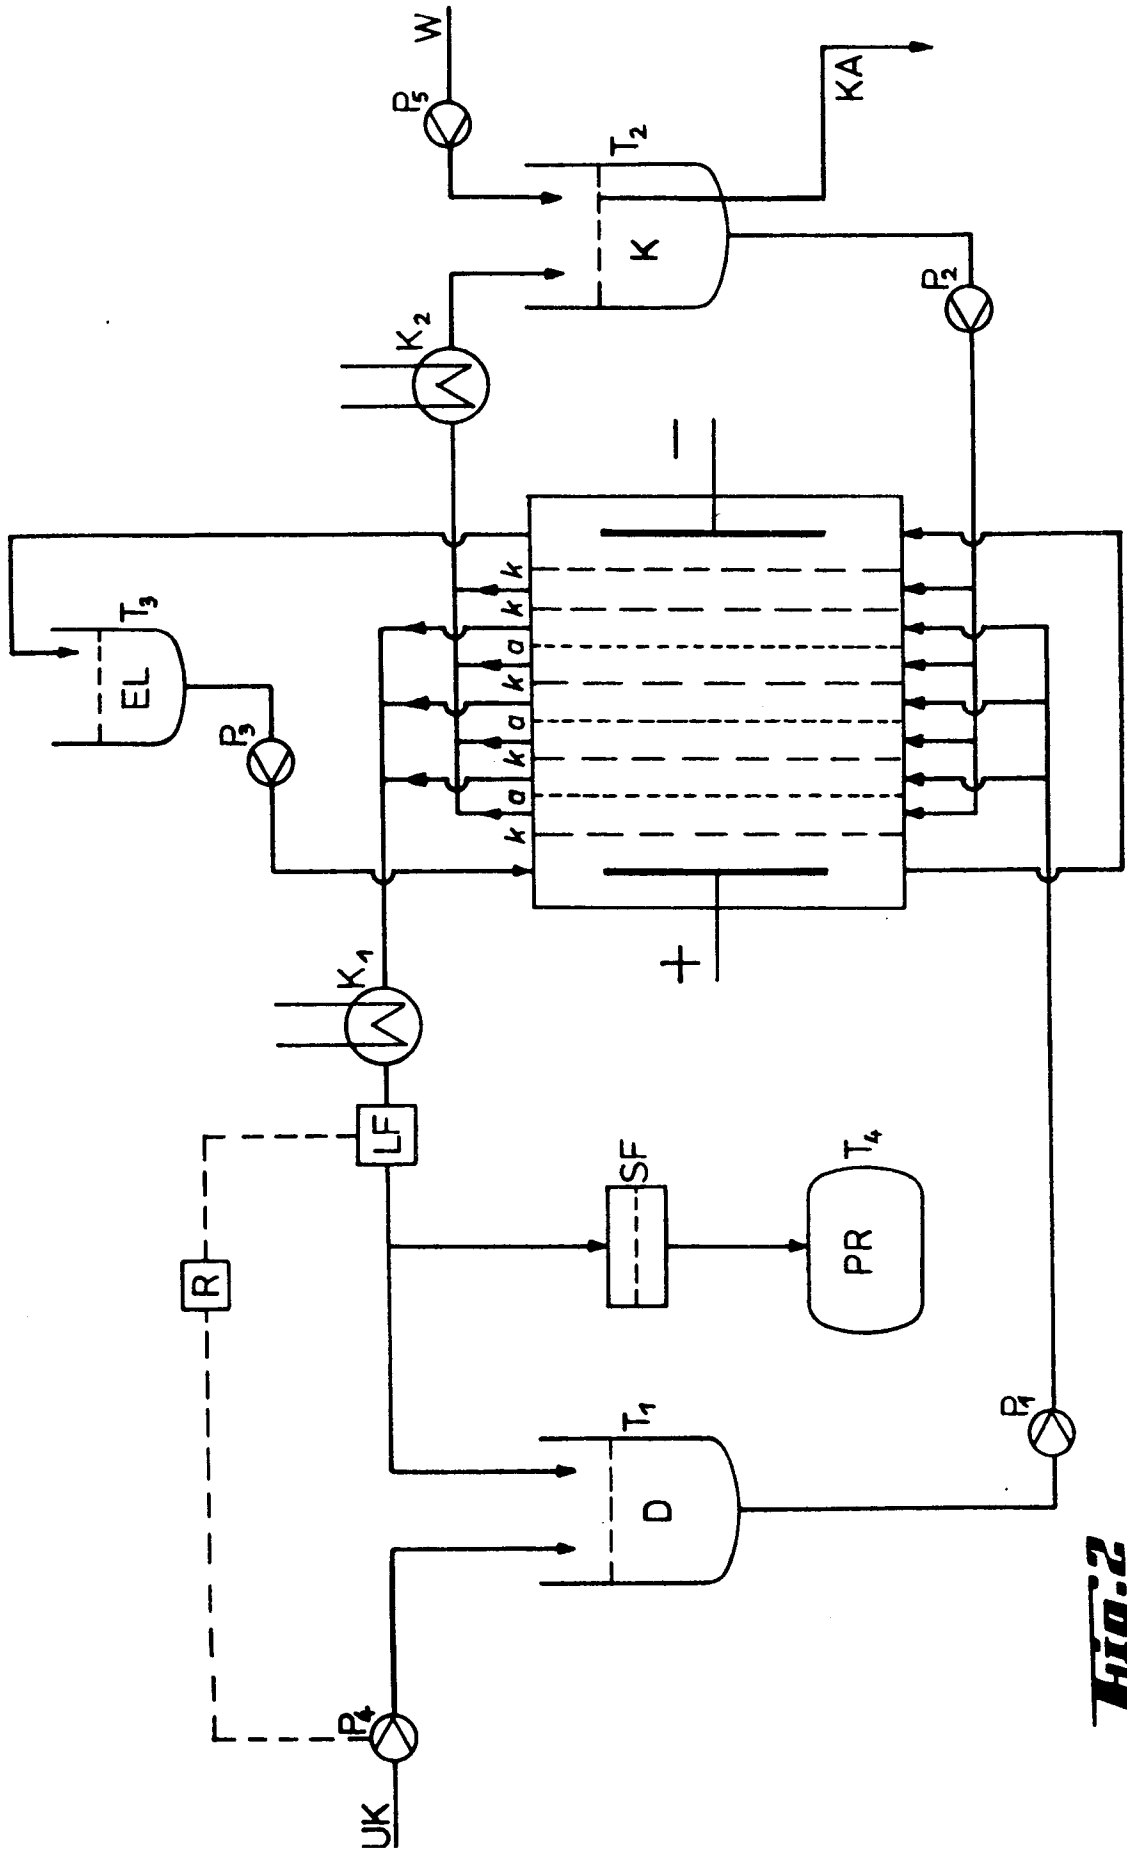 W
P₅
T₂
K
KA
P₂
K₂
T₃
EL
P₃
k
k
a
k
a
k
a
k
−
+
K₁
LF
R
SF
T₄
PR
T₁
D
P₁
P₄
UK
Fig. 2